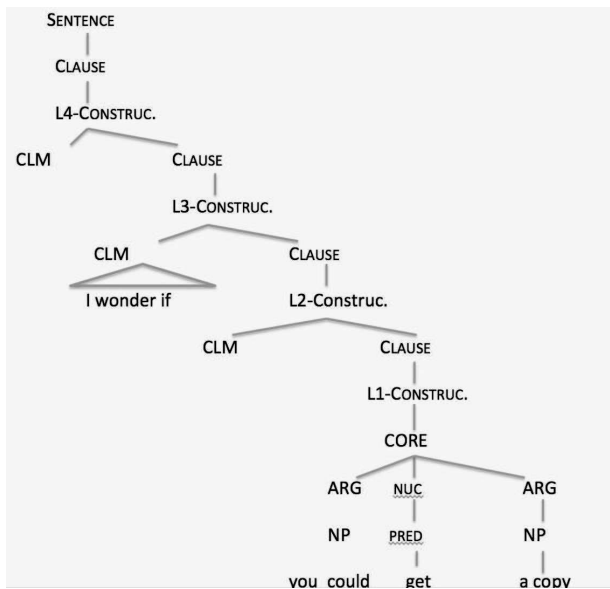 SENTENCE
CLAUSE
L4-CONSTRUC.
CLM CLAUSE
L3-CONSTRUC.
CLM CLAUSE
I wonder if L2-Construc.
CLM CLAUSE
L1-CONSTRUC.
CORE
ARG NUC ARG
NP PRED NP
you could get a copy